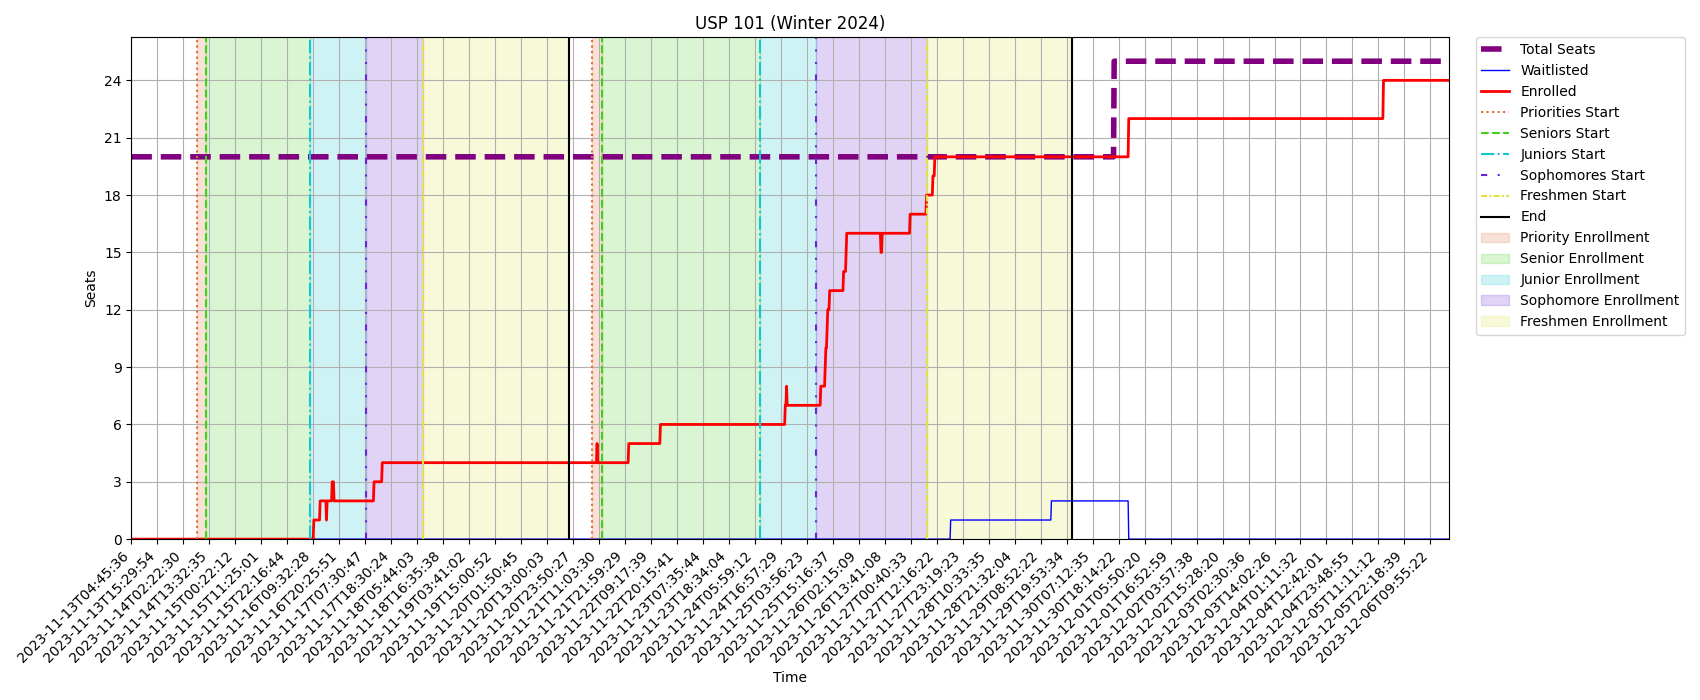 USP 101 (Winter 2024)
Total Seats
Waitlisted
Enrolled
Priorities Start
Seniors Start
Juniors Start
Sophomores Start
Freshmen Start
End
Priority Enrollment
Senior Enrollment
Junior Enrollment
Sophomore Enrollment
Freshmen Enrollment
Seats
24
21
18
15
12
9
6
3
0
2023-11-13T04:45:36
2023-11-13T15:29:54
2023-11-14T02:22:30
2023-11-14T13:32:35
2023-11-15T00:22:12
2023-11-15T11:25:01
2023-11-15T22:16:44
2023-11-16T09:32:28
2023-11-16T20:25:51
2023-11-17T07:30:47
2023-11-17T18:30:24
2023-11-18T05:44:03
2023-11-18T16:35:38
2023-11-19T03:41:02
2023-11-19T15:00:52
2023-11-20T01:50:45
2023-11-20T13:00:03
2023-11-20T23:50:27
2023-11-21T11:03:30
2023-11-21T21:59:29
2023-11-22T09:17:39
2023-11-22T20:15:41
2023-11-23T07:35:44
2023-11-23T18:34:04
2023-11-24T05:59:12
2023-11-24T16:57:29
2023-11-25T03:56:23
2023-11-25T15:16:37
2023-11-26T02:15:09
2023-11-26T13:41:08
2023-11-27T00:40:33
2023-11-27T12:16:22
2023-11-27T23:19:23
2023-11-28T10:33:35
2023-11-28T21:32:04
2023-11-29T08:52:22
2023-11-29T19:53:34
2023-11-30T07:12:35
2023-11-30T18:14:22
2023-12-01T05:50:20
2023-12-01T16:52:59
2023-12-02T03:57:38
2023-12-02T15:28:20
2023-12-03T02:30:36
2023-12-03T14:02:26
2023-12-04T01:11:32
2023-12-04T12:42:01
2023-12-04T23:48:55
2023-12-05T11:11:12
2023-12-05T22:18:39
2023-12-06T09:55:22
Time